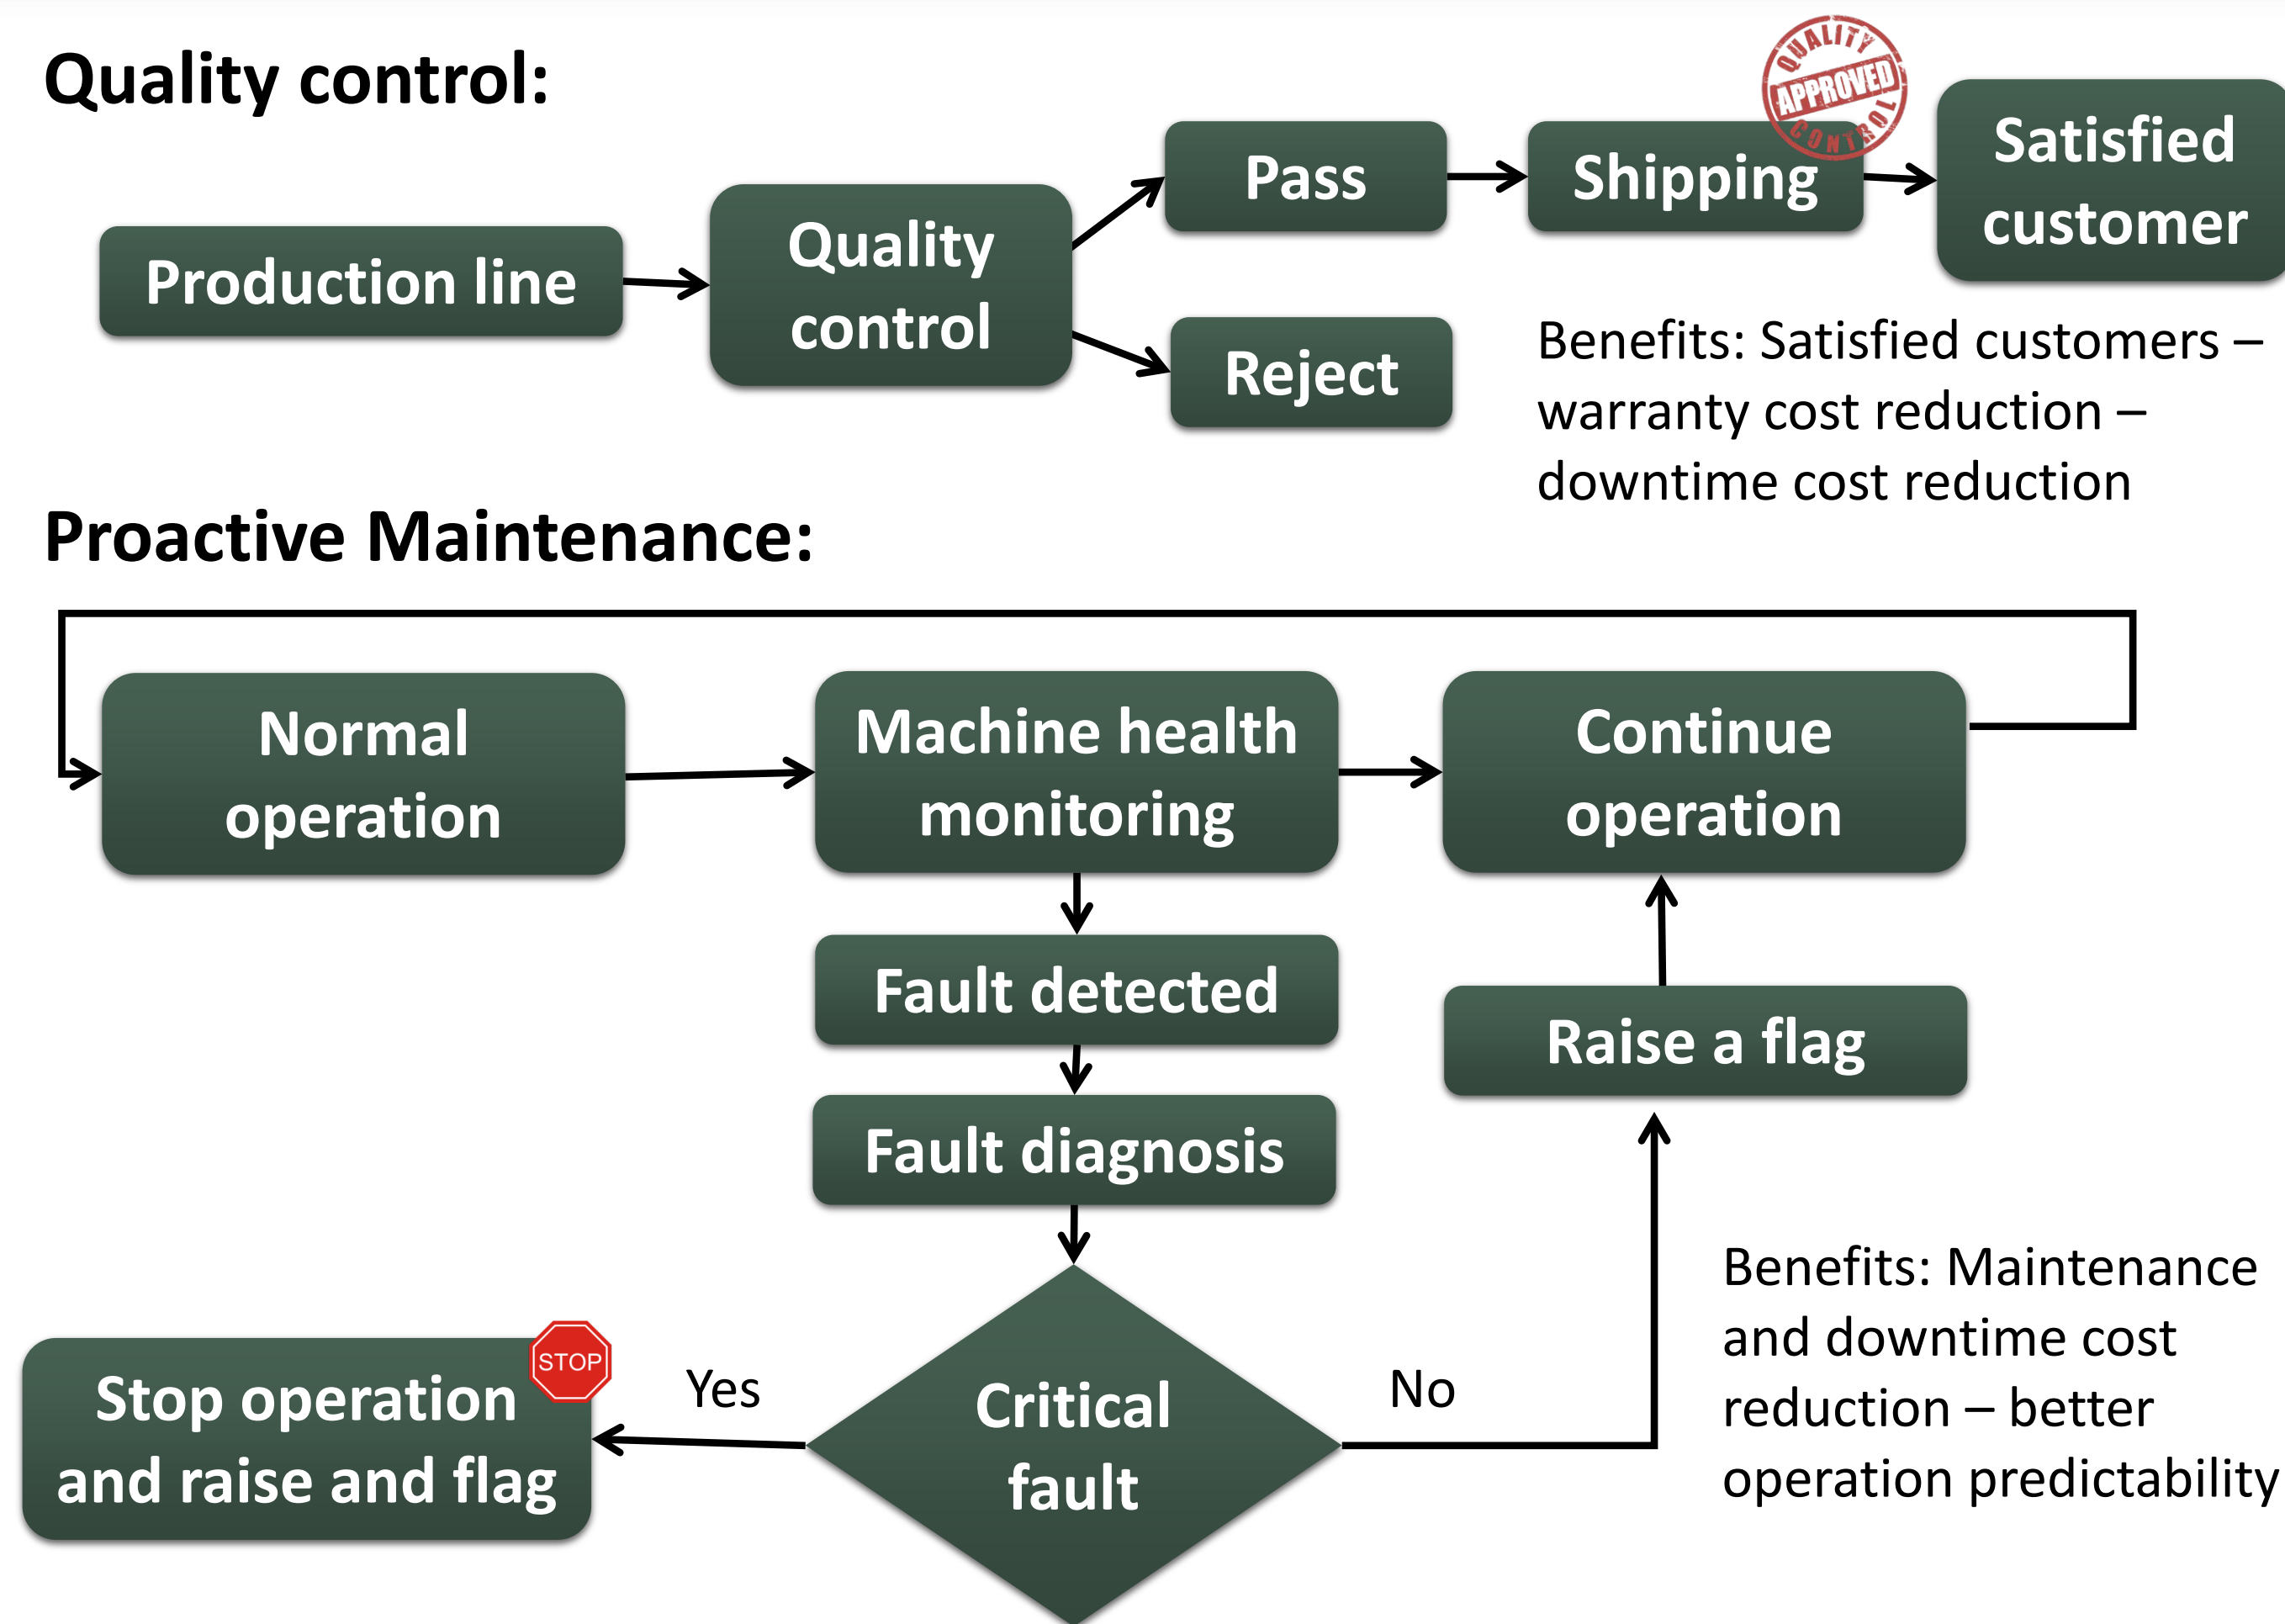 Quality control:
QUALITY
APPROVED
CONTROL
Production line
Quality
control
Pass
Reject
Shipping
Satisfied
customer
Benefits: Satisfied customers –
warranty cost reduction –
downtime cost reduction
Proactive Maintenance:
Normal
operation
Machine health
monitoring
Continue
operation
Fault detected
Raise a flag
Fault diagnosis
Critical
fault
Yes
No
STOP
Stop operation
and raise and flag
Benefits: Maintenance
and downtime cost
reduction – better
operation predictability